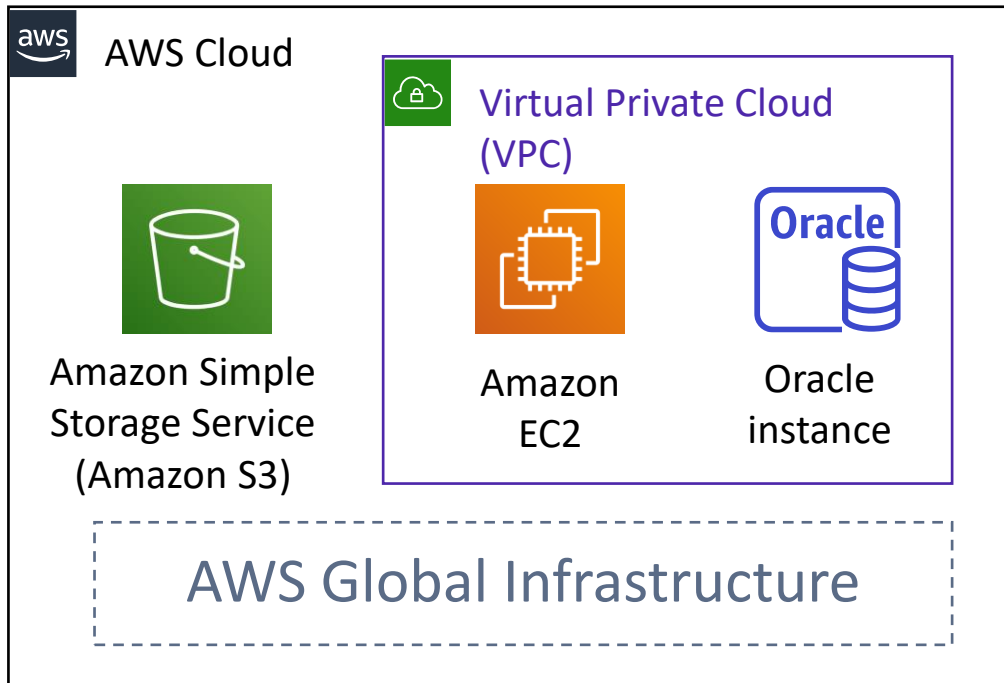 aws
AWS Cloud
Virtual Private Cloud
(VPC)
Oracle
Amazon Simple
Storage Service
(Amazon S3)
Amazon
EC2
Oracle
instance
AWS Global Infrastructure